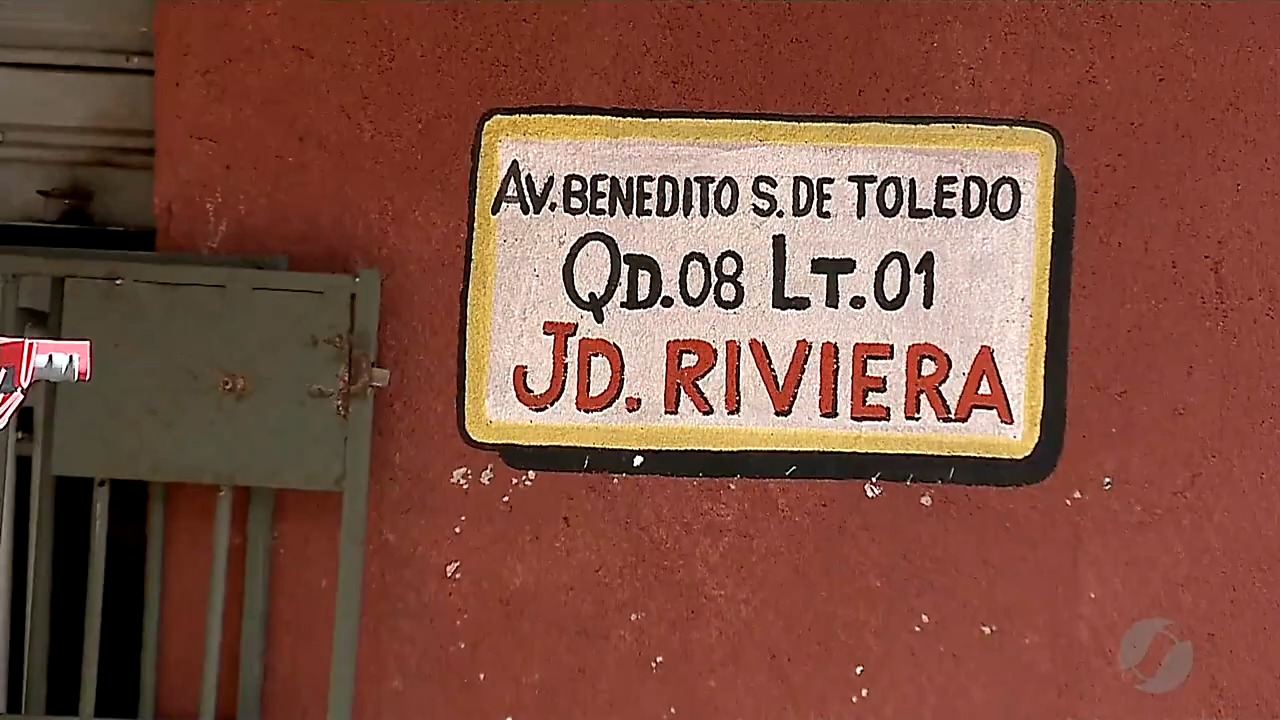 AV. BENEDITO S. DE TOLEDO
QD. 08 LT. 01
JD. RIVIERA